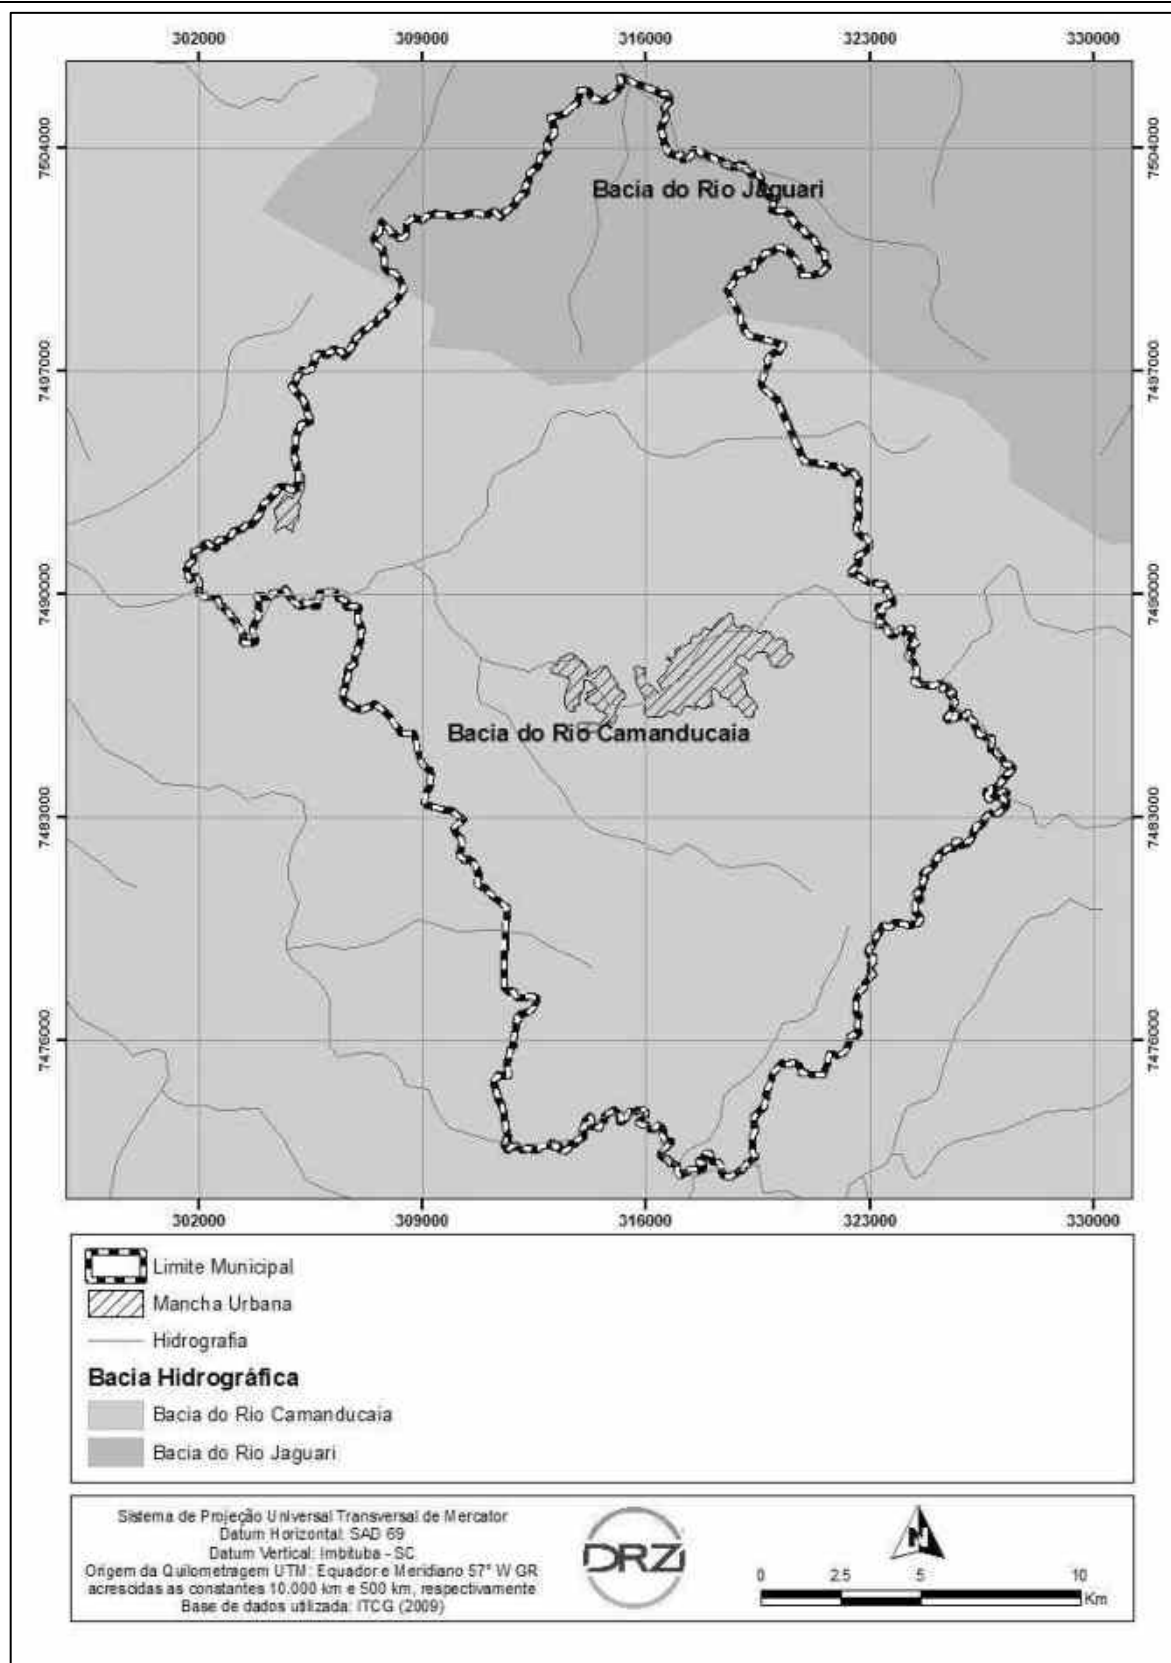 302000 309000 316000 323000 330000
7504000 7504000
Bacia do Rio Jaguari
7497000 7497000
7490000 7490000
Bacia do Rio Camanducaia
7483000 7483000
7476000 7476000
302000 309000 316000 323000 330000
Limite Municipal
Mancha Urbana
Hidrografia
Bacia Hidrográfica
Bacia do Rio Camanducaia
Bacia do Rio Jaguari
Sistema de Projeção Universal Transversal de Mercator
Datum Horizontal: SAD 69
Datum Vertical: Imbituba - SC
Origem da Quilometragem UTM: Equador e Meridiano 57° W GR
acrescidas as constantes 10.000 km e 500 km, respectivamente
Base de dados utilizada: ITCG (2009)
DRZ
N
0 2.5 5 10
Km